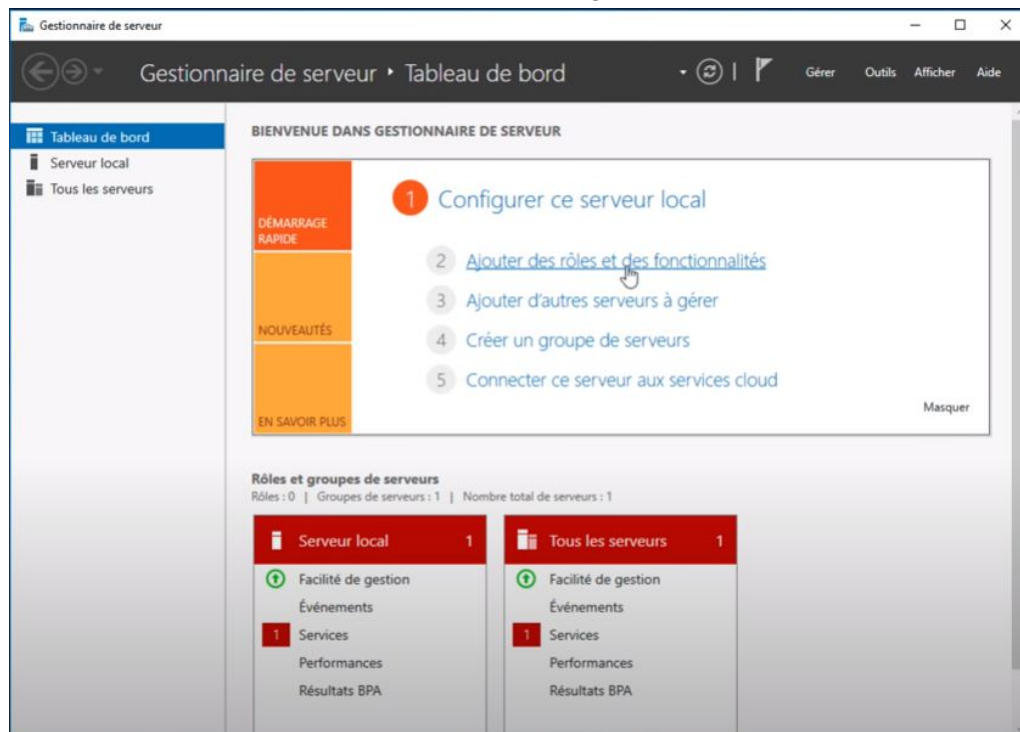 Gestionnaire de serveur
Gestionnaire de serveur ‣ Tableau de bord
Gérer Outils Afficher Aide
Tableau de bord
Serveur local
Tous les serveurs
BIENVENUE DANS GESTIONNAIRE DE SERVEUR
DÉMARRAGE
RAPIDE
NOUVEAUTÉS
EN SAVOIR PLUS
1 Configurer ce serveur local
2 Ajouter des rôles et des fonctionnalités
3 Ajouter d'autres serveurs à gérer
4 Créer un groupe de serveurs
5 Connecter ce serveur aux services cloud
Masquer
Rôles et groupes de serveurs
Rôles : 0 | Groupes de serveurs : 1 | Nombre total de serveurs : 1
Serveur local 1
Facilité de gestion
Événements
1 Services
Performances
Résultats BPA
Tous les serveurs 1
Facilité de gestion
Événements
1 Services
Performances
Résultats BPA